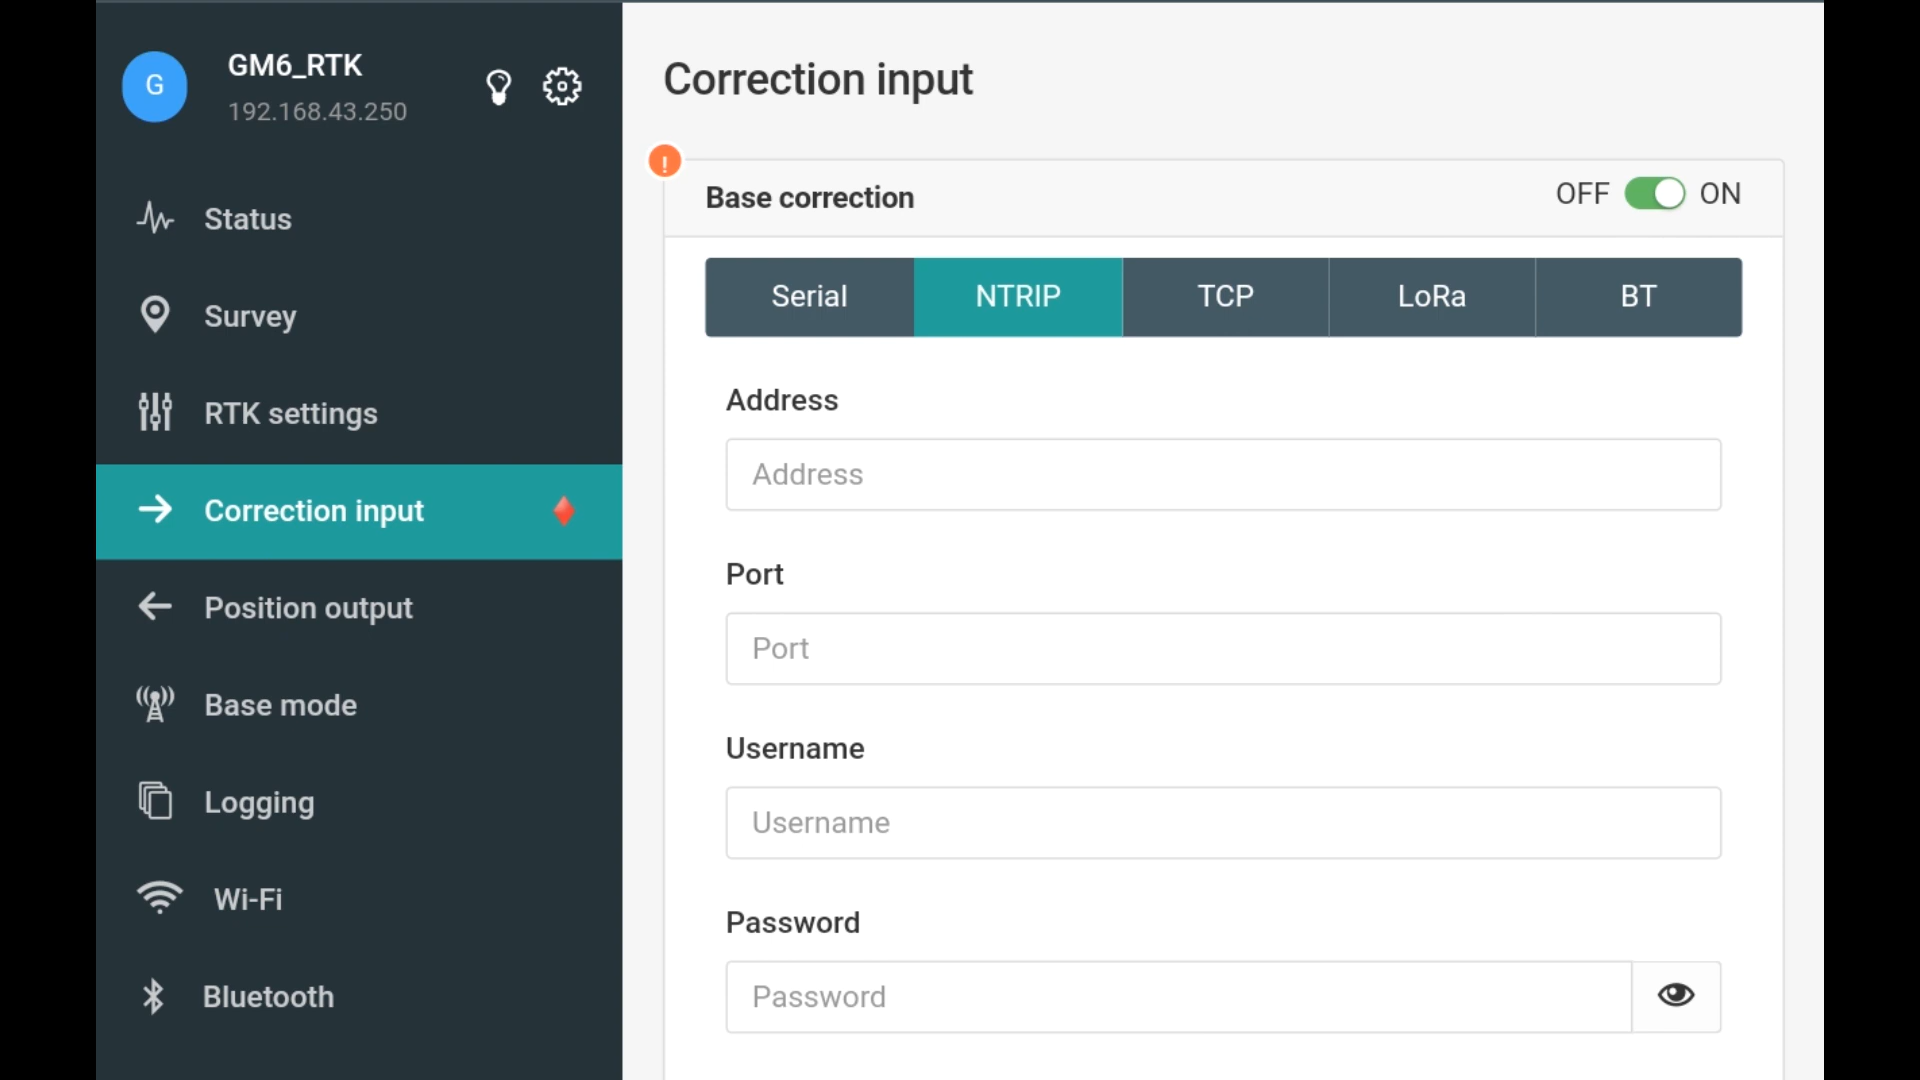 G
GM6_RTK
192.168.43.250
Status
Survey
RTK settings
Correction input
Position output
Base mode
Logging
Wi-Fi
Bluetooth
Correction input
!
Base correction
OFF ON
Serial NTRIP TCP LoRa BT
Address
Address
Port
Port
Username
Username
Password
Password